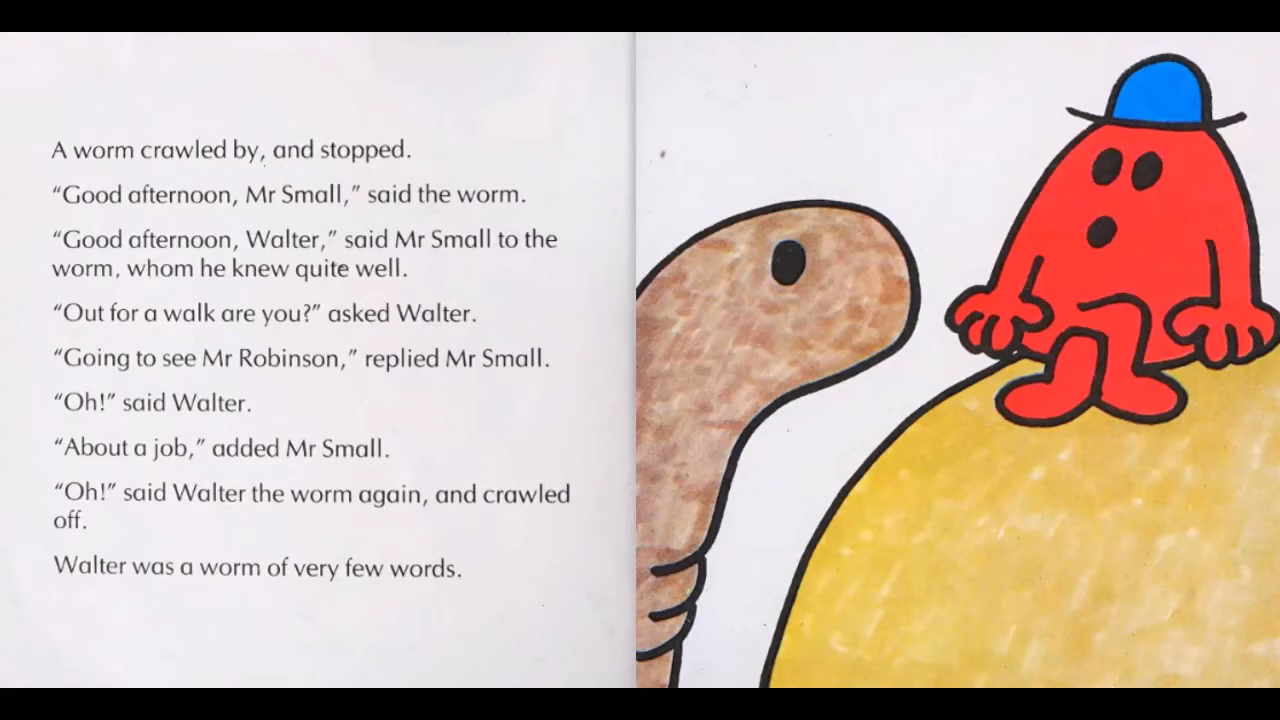 A worm crawled by, and stopped.
“Good afternoon, Mr Small,” said the worm.
“Good afternoon, Walter,” said Mr Small to the
worm, whom he knew quite well.
“Out for a walk are you?” asked Walter.
“Going to see Mr Robinson,” replied Mr Small.
“Oh!” said Walter.
“About a job,” added Mr Small.
“Oh!” said Walter the worm again, and crawled
off.
Walter was a worm of very few words.